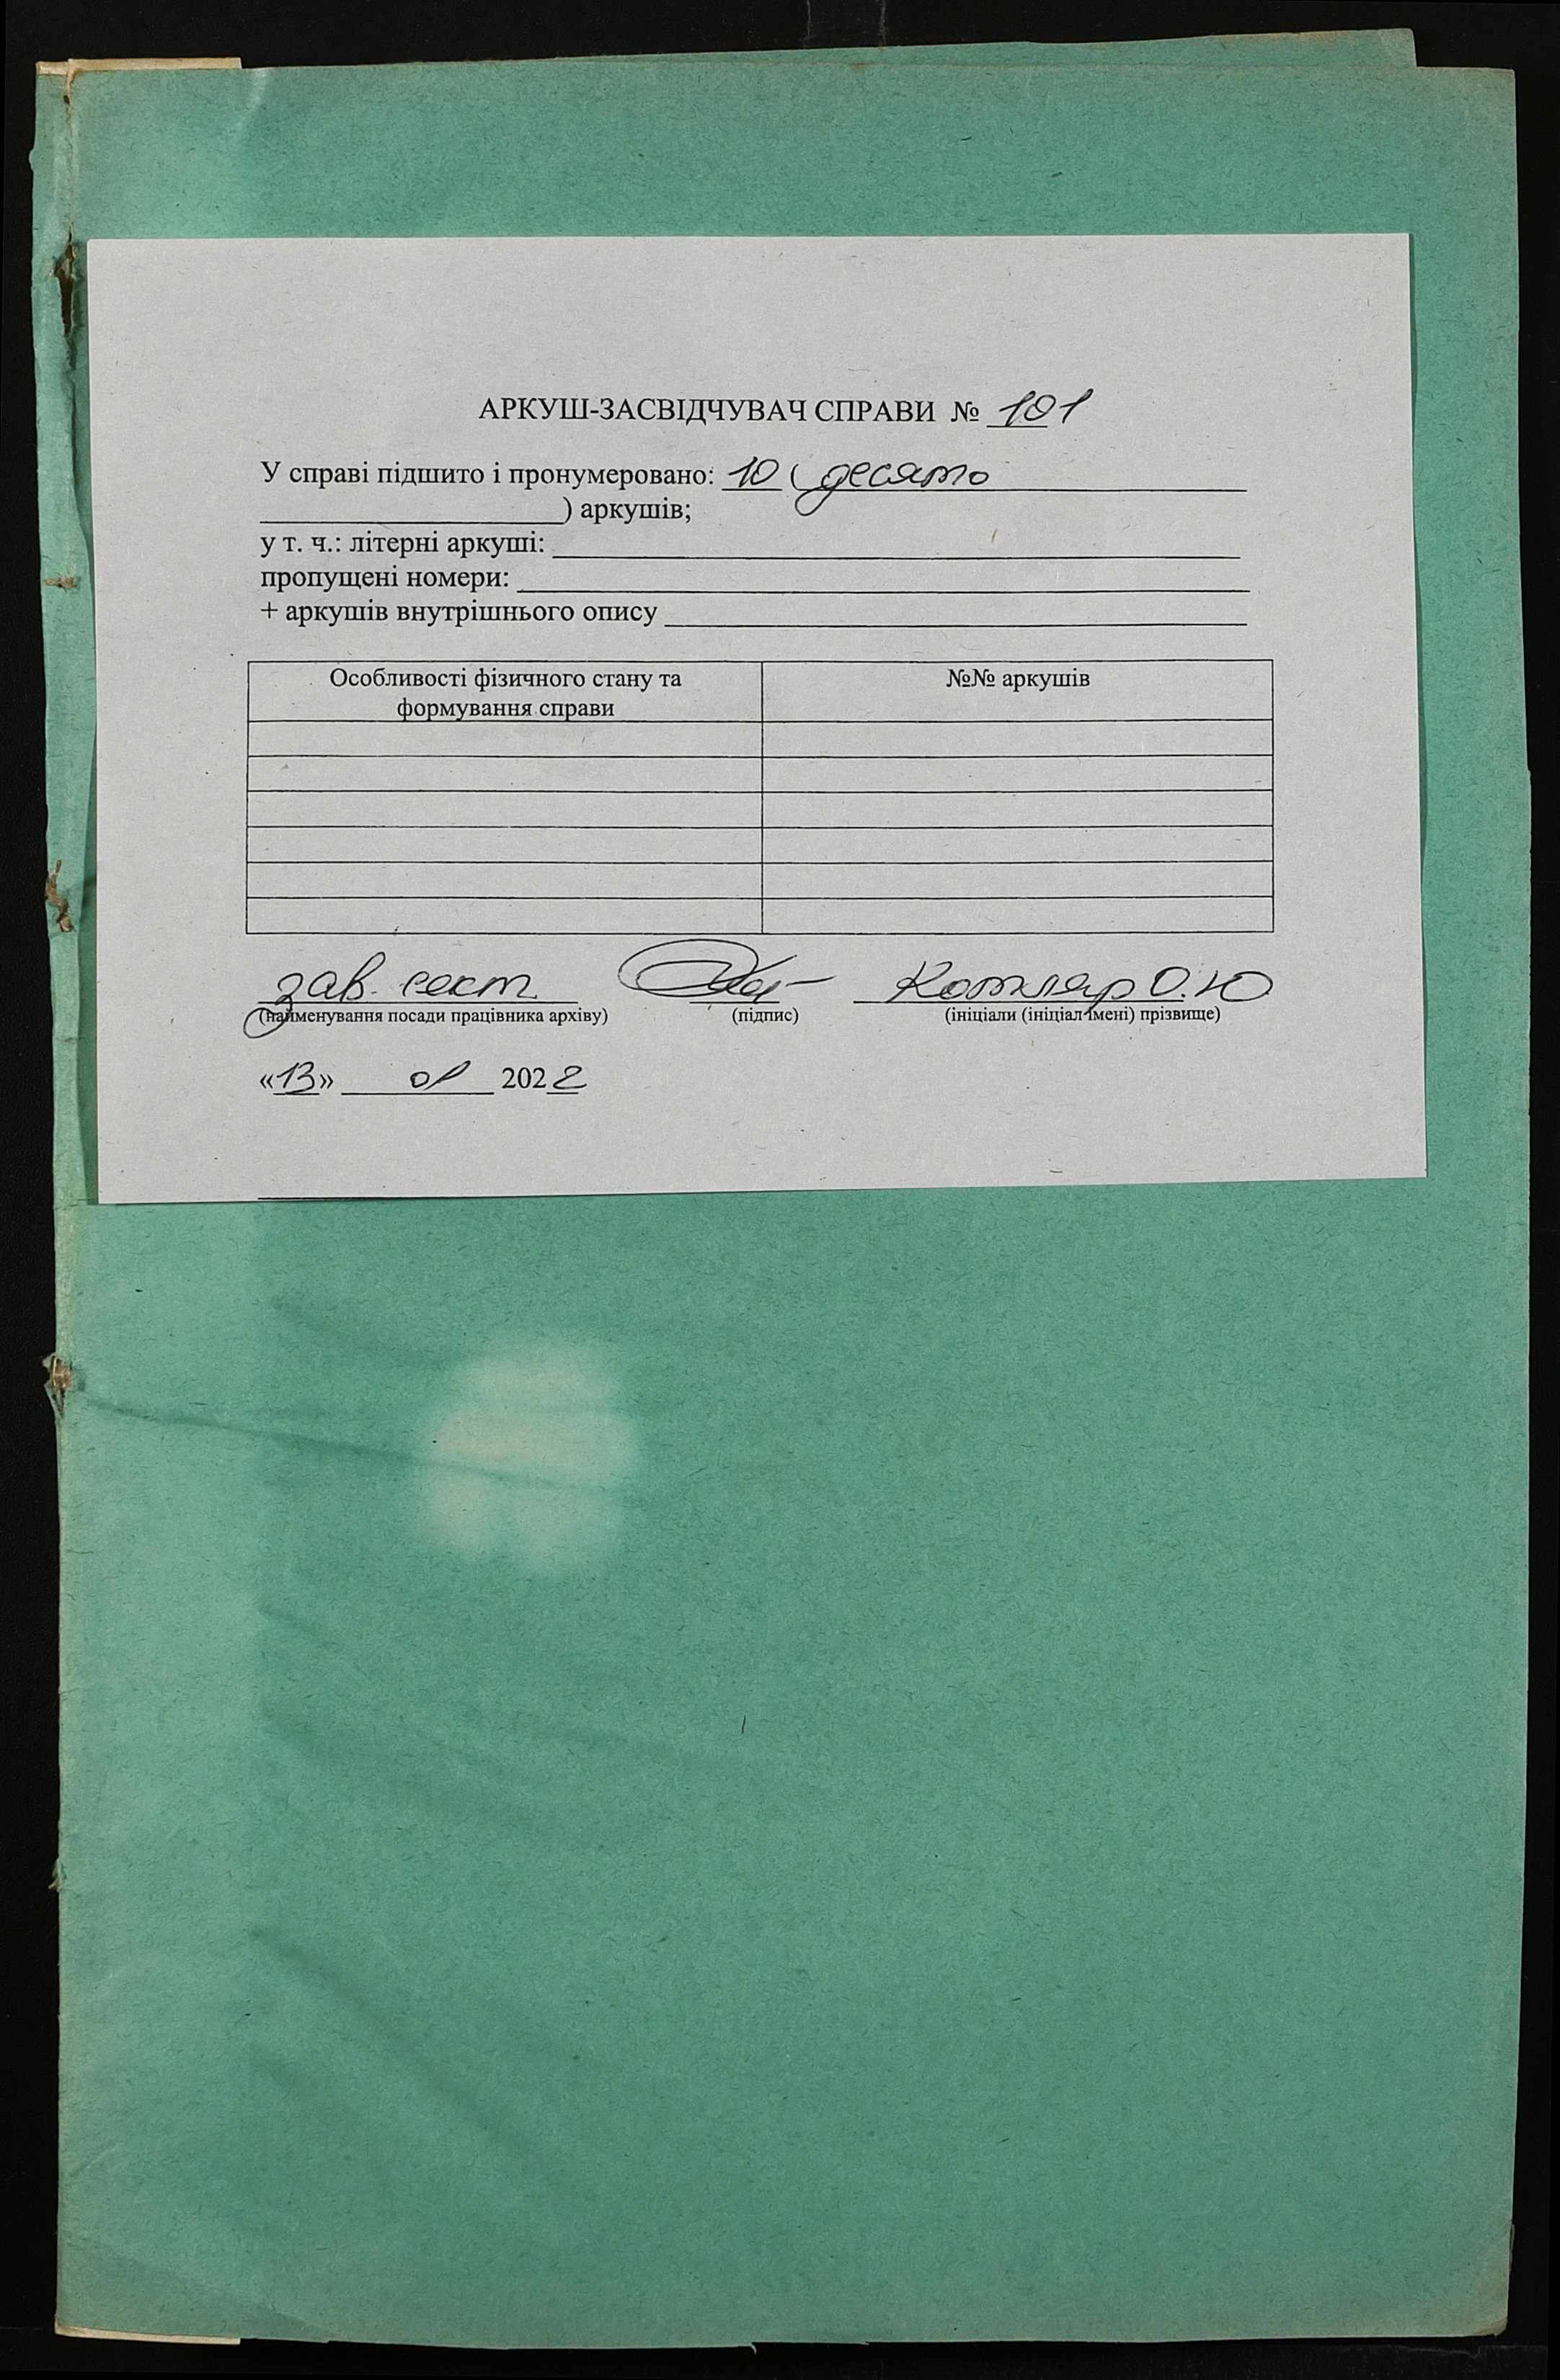 АРКУШ-ЗАСВІДЧУВАЧ СПРАВИ № 101
У справі підшито і пронумеровано: 10 ( десято
) аркушів;
у т. ч.: літерні аркуші:
пропущені номери:
+ аркушів внутрішнього опису
Особливості фізичного стану та формування справи
№№ аркушів
зав. сект Котляр О.Ю
(найменування посади працівника архіву) (підпис) (ініціали (ініціал імені) прізвище)
«13» 01 2022